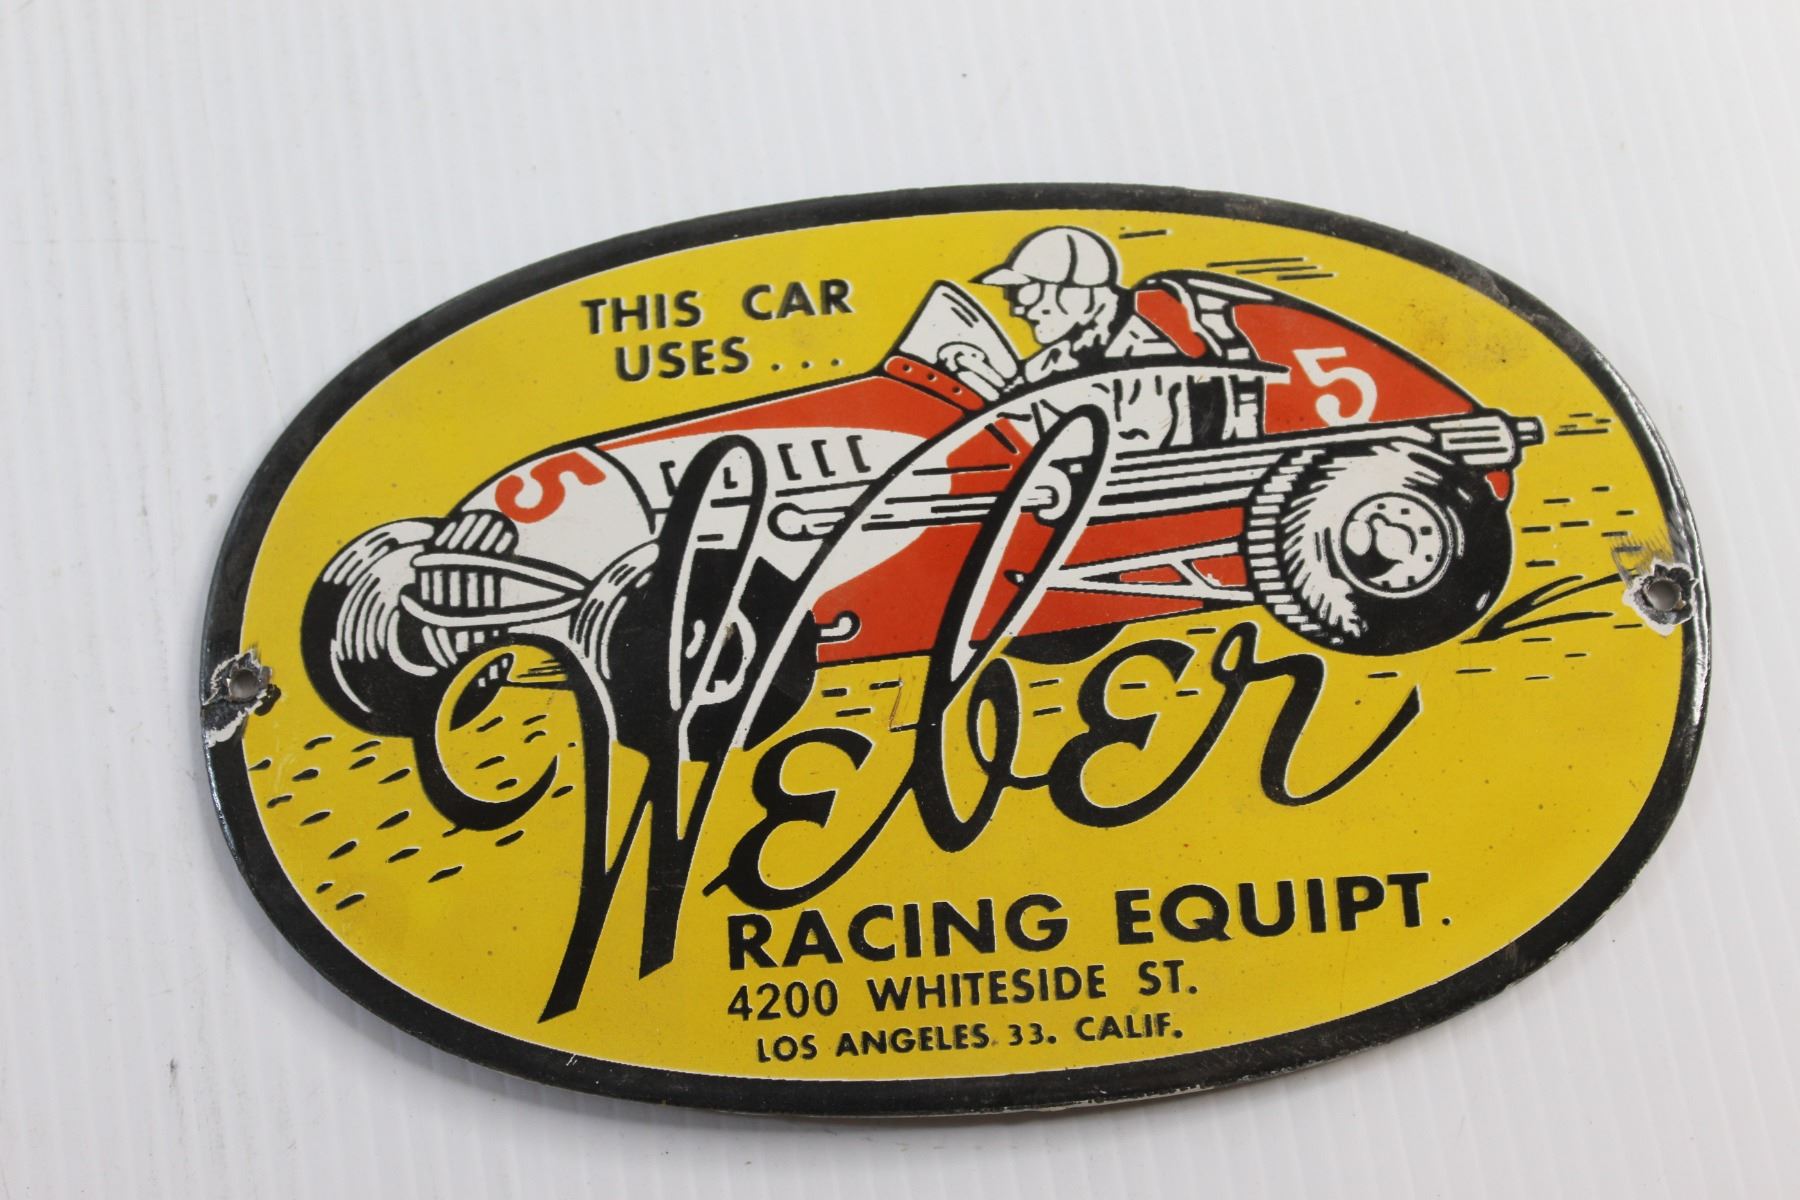 THIS CAR
USES...
5
5
Weber
RACING EQUIPT.
4200 WHITESIDE ST.
LOS ANGELES. 33. CALIF.